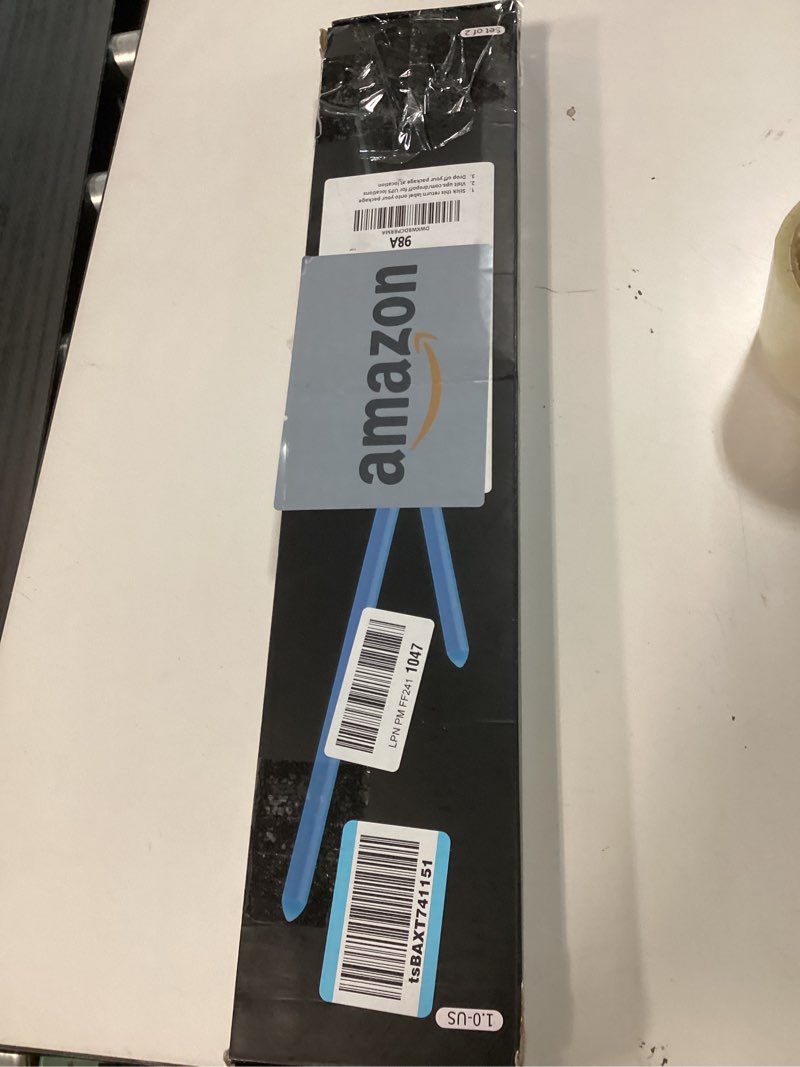 Set of 2
1. Stick this return label onto your package
2. Visit ups.com/dropoff for UPS locations
3. Drop off your package at location
98A
amazon
LPN PM FF241 1047
tsBAXT741151
1.0-US